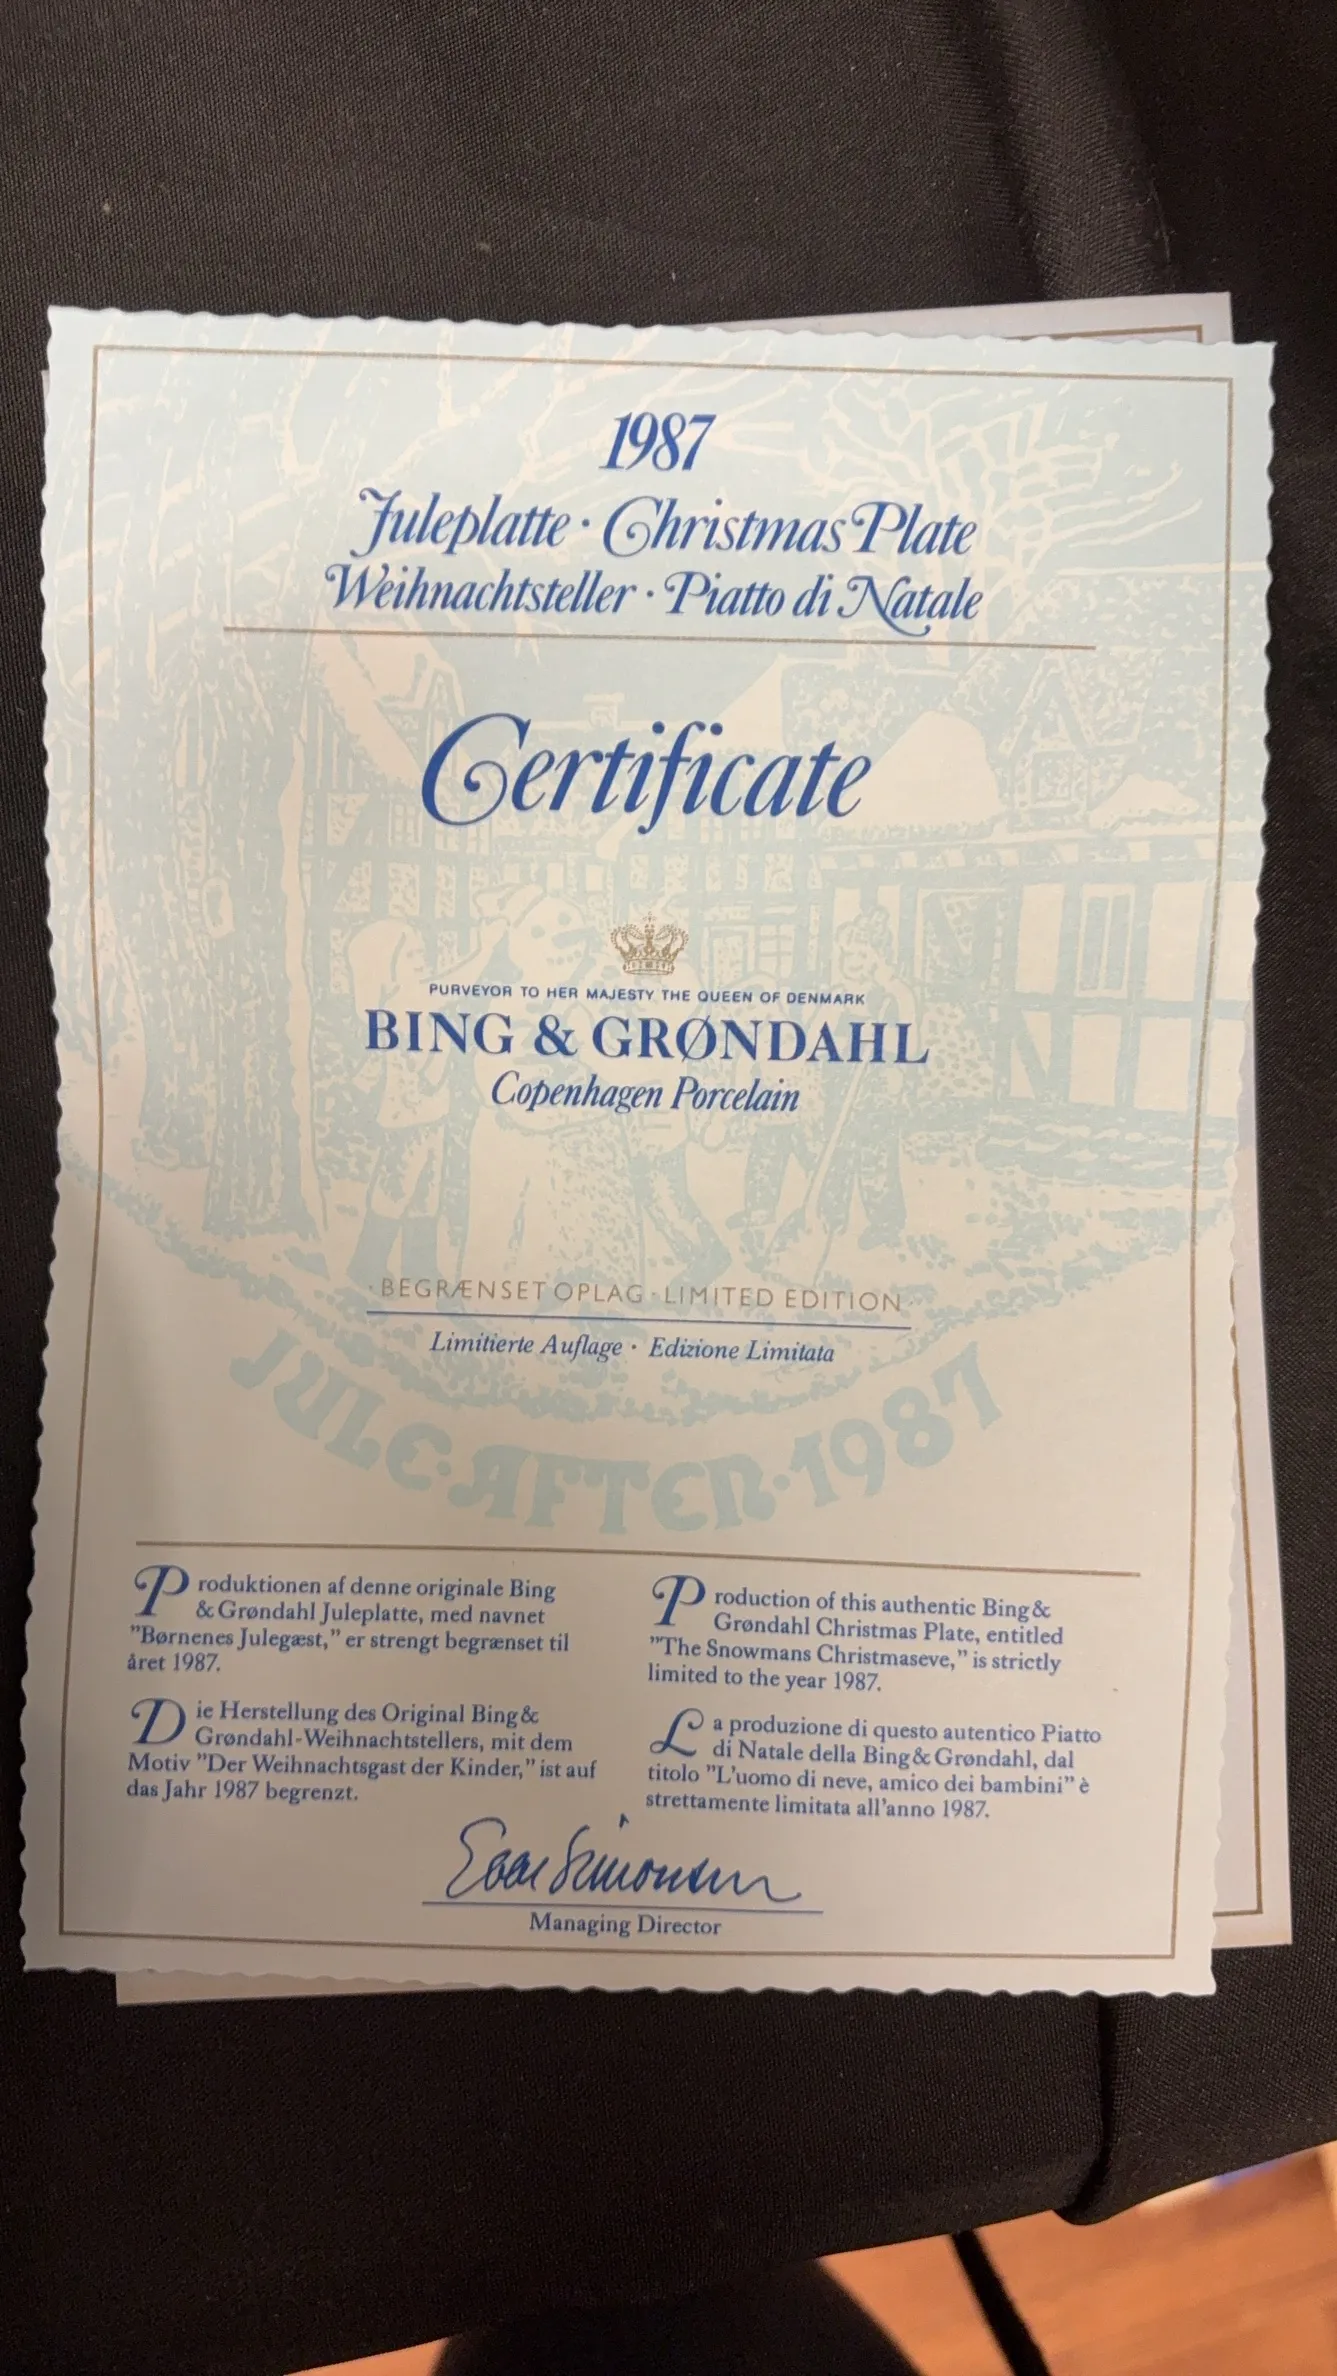 1987
Juleplatte · Christmas Plate
Weihnachtsteller · Piatto di Natale
Certificate
PURVEYOR TO HER MAJESTY THE QUEEN OF DENMARK
BING & GRØNDAHL
Copenhagen Porcelain
· BEGRÆNSET OPLAG · LIMITED EDITION ·
Limitierte Auflage · Edizione Limitata
JULE · AFTEN · 1987
Produktionen af denne originale Bing
& Grøndahl Juleplatte, med navnet
"Børnenes Julegæst," er strengt begrænset til
året 1987.
Production of this authentic Bing &
Grøndahl Christmas Plate, entitled
"The Snowmans Christmaseve," is strictly
limited to the year 1987.
Die Herstellung des Original Bing &
Grøndahl-Weihnachtstellers, mit dem
Motiv "Der Weihnachtsgast der Kinder," ist auf
das Jahr 1987 begrenzt.
La produzione di questo autentico Piatto
di Natale della Bing & Grøndahl, dal
titolo "L'uomo di neve, amico dei bambini" è
strettamente limitata all'anno 1987.
Managing Director